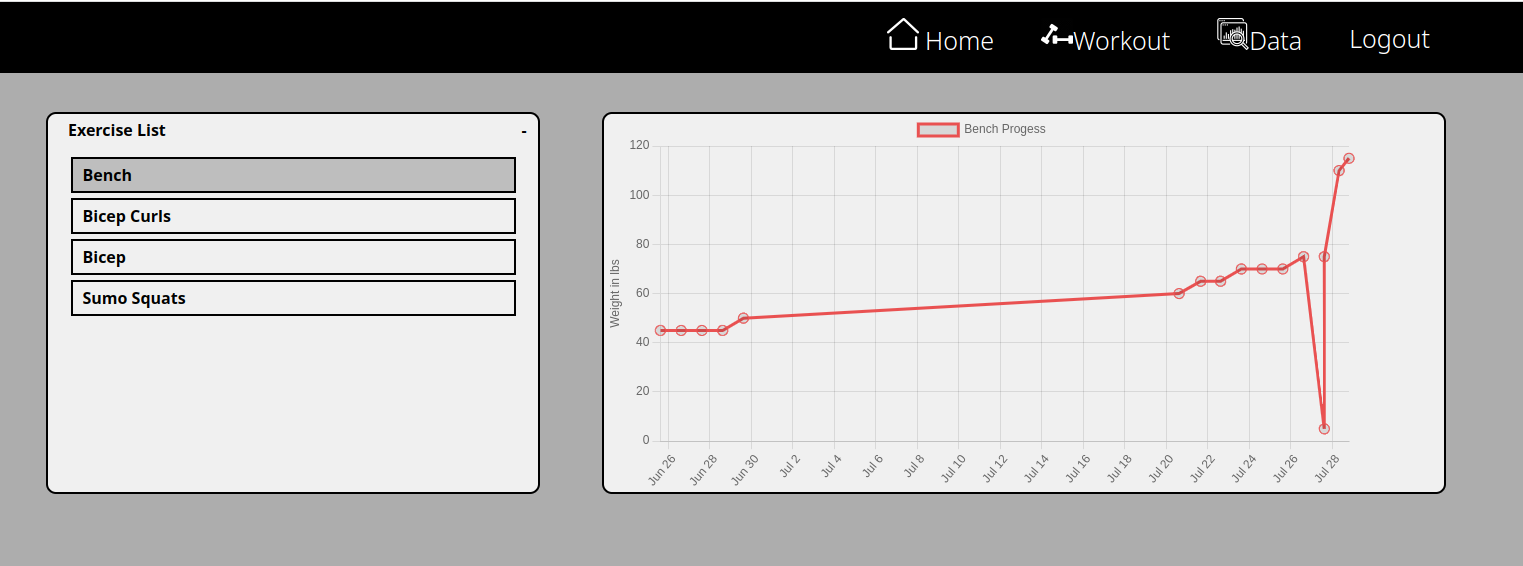 Home Workout Data Logout
Exercise List -
Bench
Bicep Curls
Bicep
Sumo Squats
Bench Progess
Weight in lbs
120
100
80
60
40
20
0
Jun 26 Jun 28 Jun 30 Jul 2 Jul 4 Jul 6 Jul 8 Jul 10 Jul 12 Jul 14 Jul 16 Jul 18 Jul 20 Jul 22 Jul 24 Jul 26 Jul 28